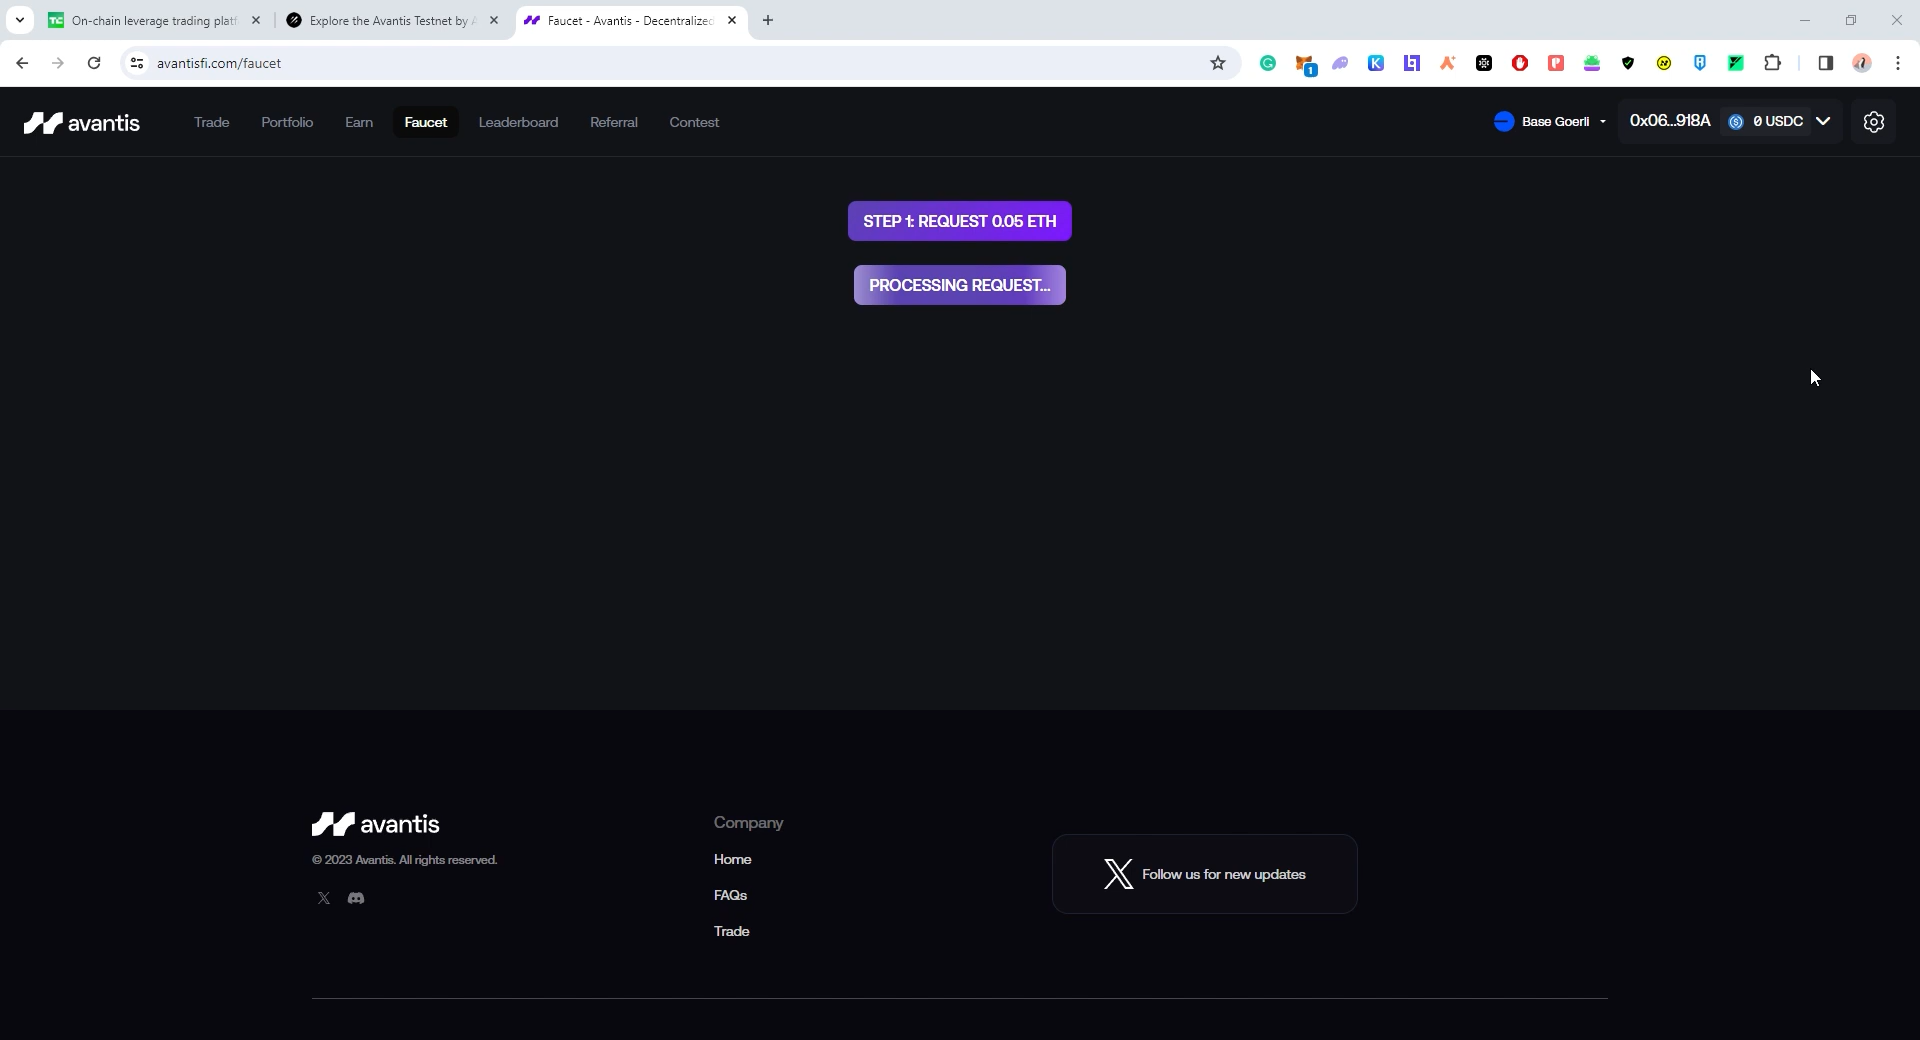 On-chain leverage trading plat
Explore the Avantis Testnet by
Faucet - Avantis - Decentralized
avantisfi.com/faucet
1
avantis
Trade
Portfolio
Earn
Faucet
Leaderboard
Referral
Contest
Base Goerli
0x06...918A
0 USDC
STEP 1: REQUEST 0.05 ETH
PROCESSING REQUEST...
avantis
© 2023 Avantis. All rights reserved.
Company
Home
FAQs
Trade
Follow us for new updates